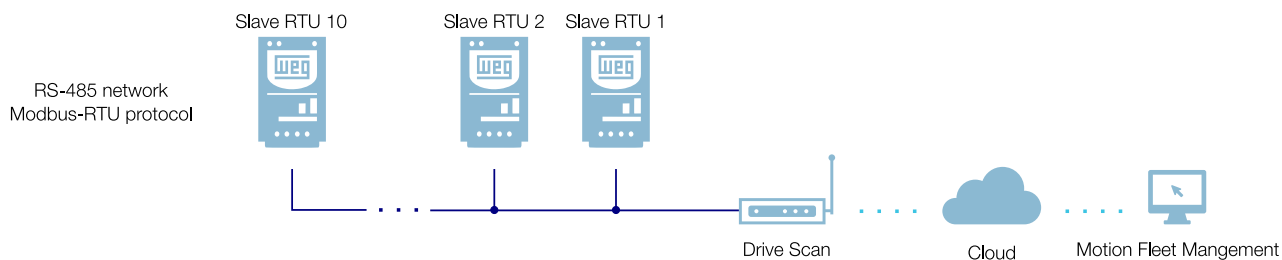 Slave RTU 10
Slave RTU 2
Slave RTU 1
weg
weg
weg
RS-485 network
Modbus-RTU protocol
Drive Scan
Cloud
Motion Fleet Mangement